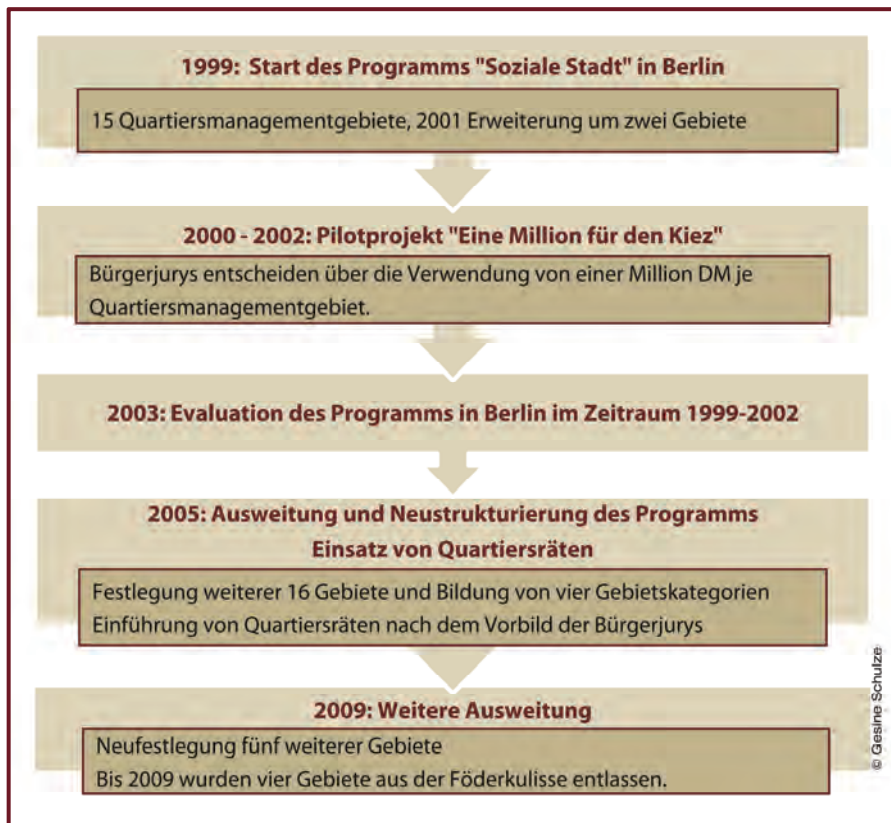 1999: Start des Programms "Soziale Stadt" in Berlin
15 Quartiersmanagementgebiete, 2001 Erweiterung um zwei Gebiete
2000 - 2002: Pilotprojekt "Eine Million für den Kiez"
Bürgerjurys entscheiden über die Verwendung von einer Million DM je
Quartiersmanagementgebiet.
2003: Evaluation des Programms in Berlin im Zeitraum 1999-2002
2005: Ausweitung und Neustrukturierung des Programms
Einsatz von Quartiersräten
Festlegung weiterer 16 Gebiete und Bildung von vier Gebietskategorien
Einführung von Quartiersräten nach dem Vorbild der Bürgerjurys
2009: Weitere Ausweitung
Neufestlegung fünf weiterer Gebiete
Bis 2009 wurden vier Gebiete aus der Föderkulisse entlassen.
© Gesine Schulze